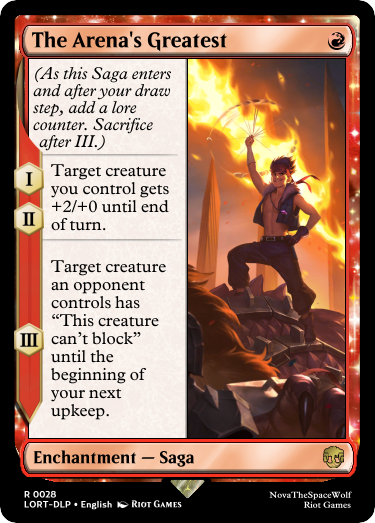 The Arena's Greatest
(As this Saga enters
and after your draw
step, add a lore
counter. Sacrifice
after III.)
I
II
Target creature
you control gets
+2/+0 until end
of turn.
III
Target creature
an opponent
controls has
"This creature
can't block"
until the
beginning of
your next
upkeep.
Enchantment — Saga
R 0028
LORT-DLP • English RIOT GAMES
NovaTheSpaceWolf
Riot Games